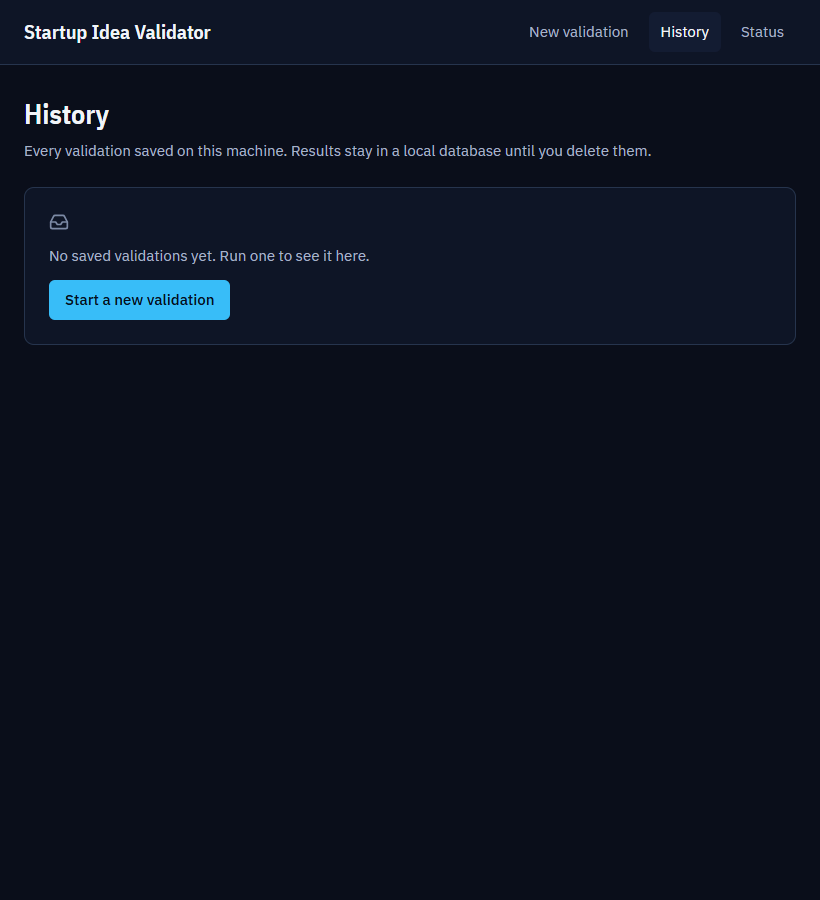 Startup Idea Validator
New validation
History
Status
History
Every validation saved on this machine. Results stay in a local database until you delete them.
No saved validations yet. Run one to see it here.
Start a new validation